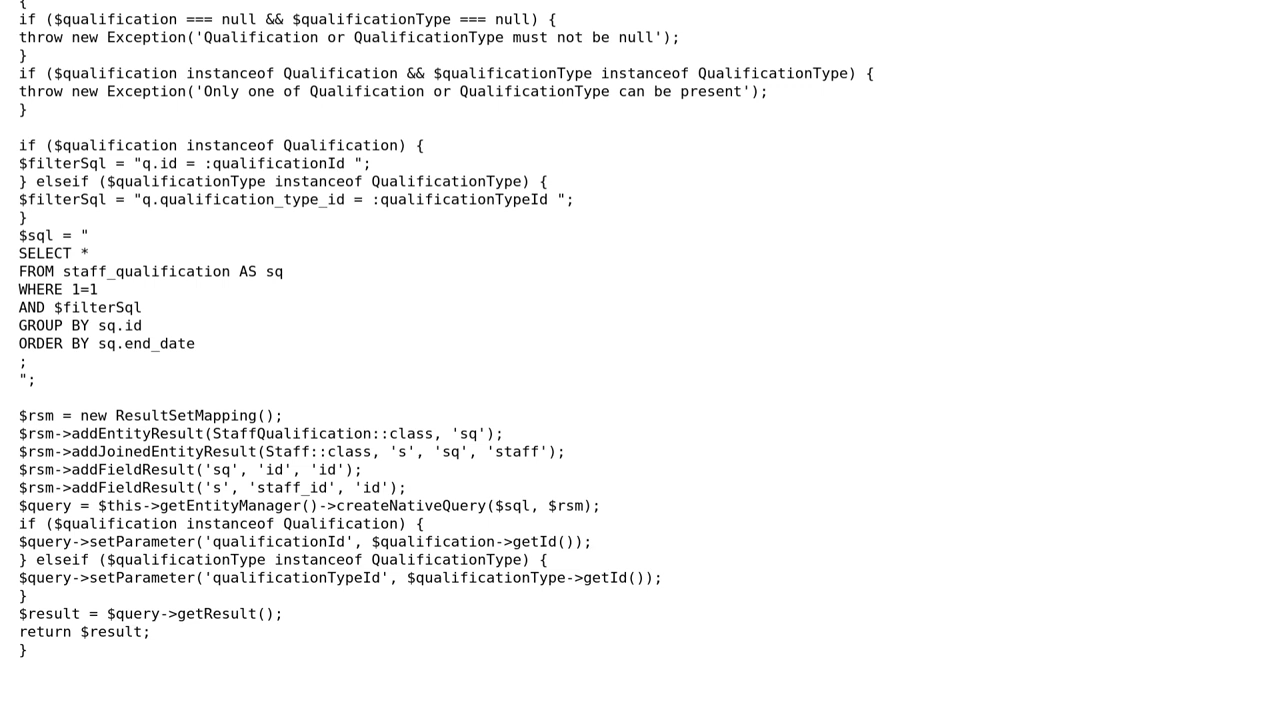 {
if ($qualification === null && $qualificationType === null) {
throw new Exception('Qualification or QualificationType must not be null');
}
if ($qualification instanceof Qualification && $qualificationType instanceof QualificationType) {
throw new Exception('Only one of Qualification or QualificationType can be present');
}
if ($qualification instanceof Qualification) {
$filterSql = "q.id = :qualificationId ";
} elseif ($qualificationType instanceof QualificationType) {
$filterSql = "q.qualification_type_id = :qualificationTypeId ";
}
$sql = "
SELECT *
FROM staff_qualification AS sq
WHERE 1=1
AND $filterSql
GROUP BY sq.id
ORDER BY sq.end_date
;
";
$rsm = new ResultSetMapping();
$rsm->addEntityResult(StaffQualification::class, 'sq');
$rsm->addJoinedEntityResult(Staff::class, 's', 'sq', 'staff');
$rsm->addFieldResult('sq', 'id', 'id');
$rsm->addFieldResult('s', 'staff_id', 'id');
$query = $this->getEntityManager()->createNativeQuery($sql, $rsm);
if ($qualification instanceof Qualification) {
$query->setParameter('qualificationId', $qualification->getId());
} elseif ($qualificationType instanceof QualificationType) {
$query->setParameter('qualificationTypeId', $qualificationType->getId());
}
$result = $query->getResult();
return $result;
}